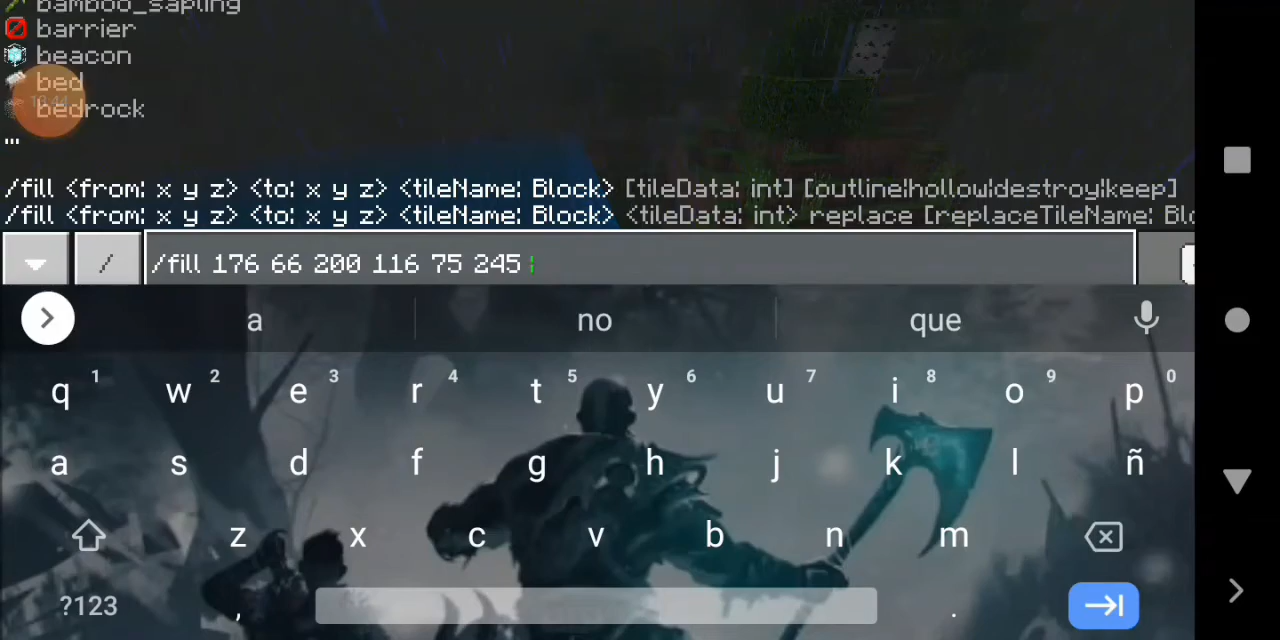 bamboo_sapling
barrier
beacon
bed
bedrock
...
/fill <from: x y z> <to: x y z> <tileName: Block> [tileData: int] [outline|hollow|destroy|keep]
/fill <from: x y z> <to: x y z> <tileName: Block> <tileData: int> replace [replaceTileName: Blo
/ /fill 176 66 200 116 75 245
a no que
q 1 w 2 e 3 r 4 t 5 y 6 u 7 i 8 o 9 p 0
a s d f g h j k l ñ
z x c v b n m
?123 , .